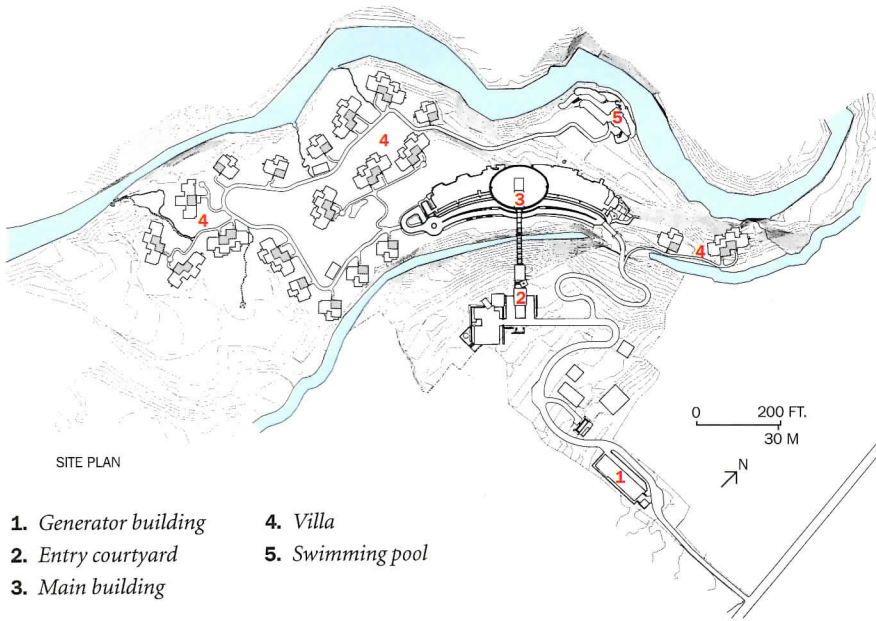 4
5
4
3
4
2
0 200 FT.
30 M
N
1
SITE PLAN
1. Generator building
2. Entry courtyard
3. Main building
4. Villa
5. Swimming pool